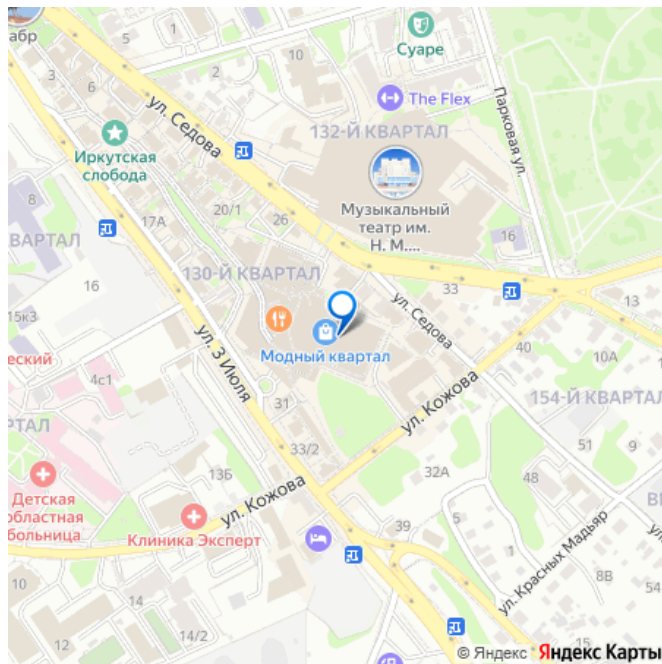 абр
3
6
2
10
Суаре
ул. Седова
The Flex
Парковая ул.
132-Й КВАРТАЛ
Иркутская
слобода
8
17А
20/1
26
Музыкальный
театр им.
Н. М....
16
ВАРТАЛ
16
130-Й КВАРТАЛ
33
13
15к3
ул. Седова
ул. 3 Июля
Модный квартал
40
10А
еский
4с1
31
ул. Кожова
154-Й КВАРТАЛ
ТАЛ
33/2
51
9
13Б
32А
48
Детская
областная
больница
Клиника Эксперт
ул. Кожова
39
5
1
ул. Красных Мадьяр
8В
10
12
14
14/2
15
© Яндекс Яндекс Карты